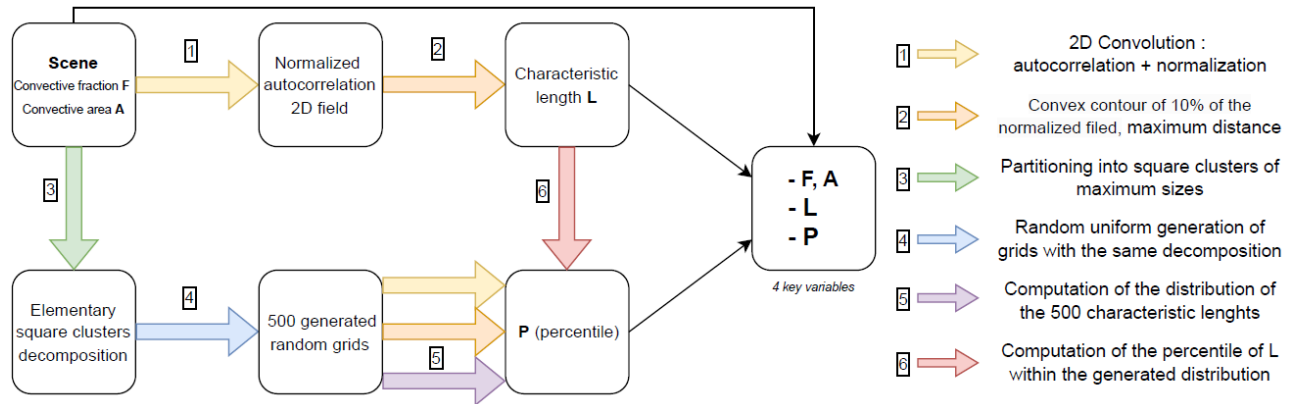 Scene
Convective fraction F
Convective area A
1
Normalized
autocorrelation
2D field
2
Characteristic
length L
3
6
Elementary
square clusters
decomposition
4
500 generated
random grids
5
P (percentile)
- F, A
- L
- P
4 key variables
1
2D Convolution :
autocorrelation + normalization
2
Convex contour of 10% of the
normalized filed, maximum distance
3
Partitioning into square clusters of
maximum sizes
4
Random uniform generation of
grids with the same decomposition
5
Computation of the distribution of
the 500 characteristic lenghts
6
Computation of the percentile of L
within the generated distribution